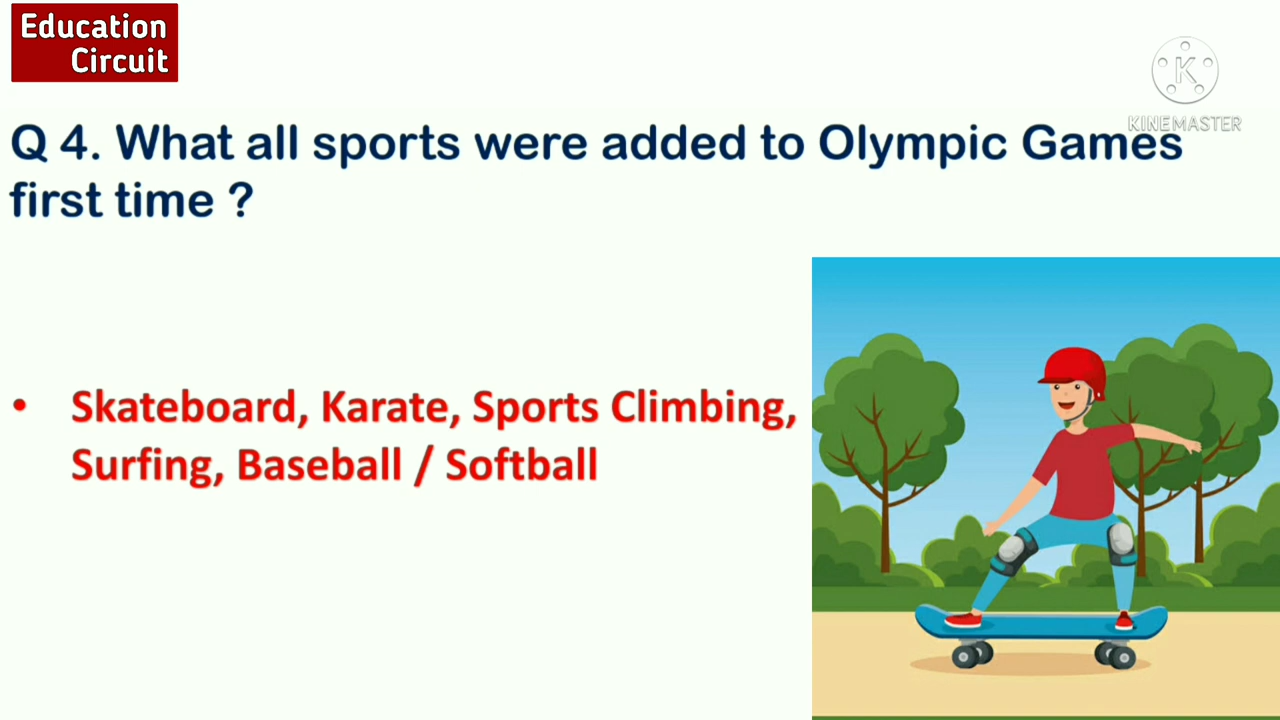 Education
Circuit
KINEMASTER
Q 4. What all sports were added to Olympic Games
first time ?
• Skateboard, Karate, Sports Climbing,
Surfing, Baseball / Softball